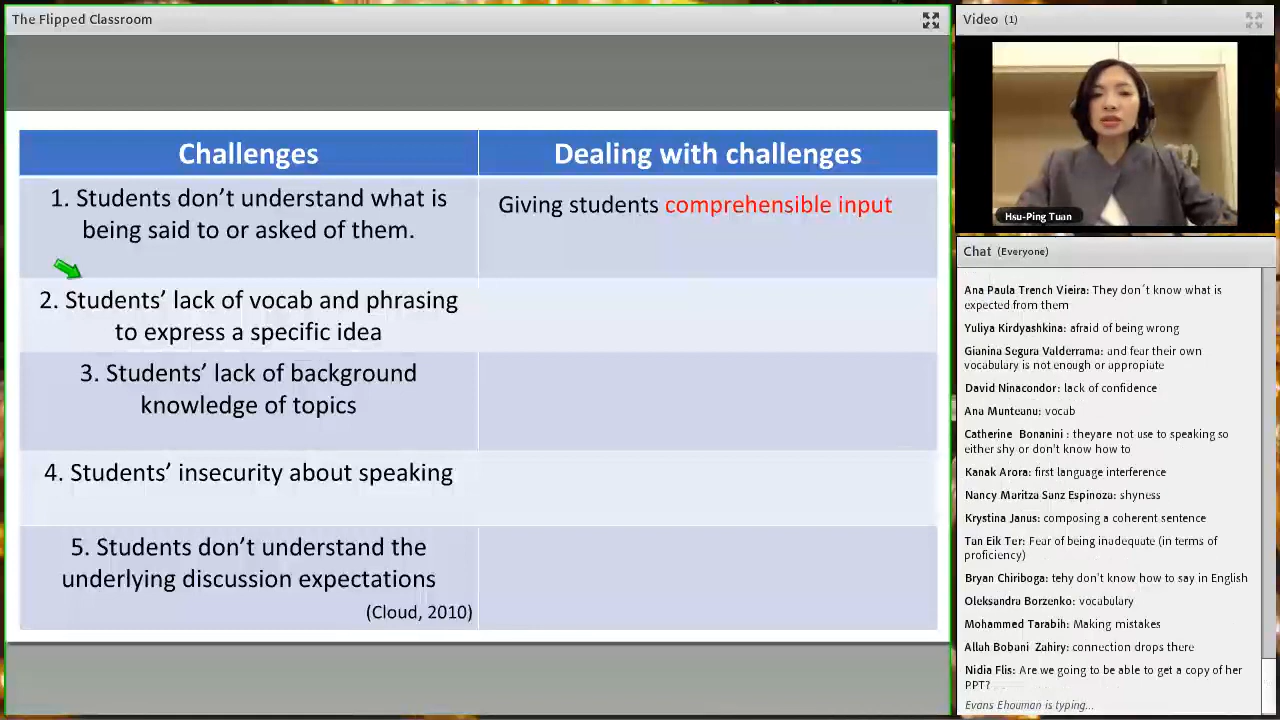 The Flipped Classroom
Challenges
Dealing with challenges
1. Students don’t understand what is
being said to or asked of them.
Giving students comprehensible input
2. Students’ lack of vocab and phrasing
to express a specific idea
3. Students’ lack of background
knowledge of topics
4. Students’ insecurity about speaking
5. Students don’t understand the
underlying discussion expectations
(Cloud, 2010)
Video (1)
Hsu-Ping Tuan
Chat (Everyone)
Ana Paula Trench Vieira: They don´t know what is
expected from them
Yuliya Kirdyashkina: afraid of being wrong
Gianina Segura Valderrama: and fear their own
vocabulary is not enough or appropiate
David Ninacondor: lack of confidence
Ana Munteanu: vocab
Catherine Bonanini : theyare not use to speaking so
either shy or don't know how to
Kanak Arora: first language interference
Nancy Maritza Sanz Espinoza: shyness
Krystina Janus: composing a coherent sentence
Tan Eik Ter: Fear of being inadequate (in terms of
proficiency)
Bryan Chiriboga: tehy don't know how to say in English
Oleksandra Borzenko: vocabulary
Mohammed Tarabih: Making mistakes
Allah Bobani Zahiry: connection drops there
Nidia Flis: Are we going to be able to get a copy of her
PPT?
Evans Ehouman is typing...